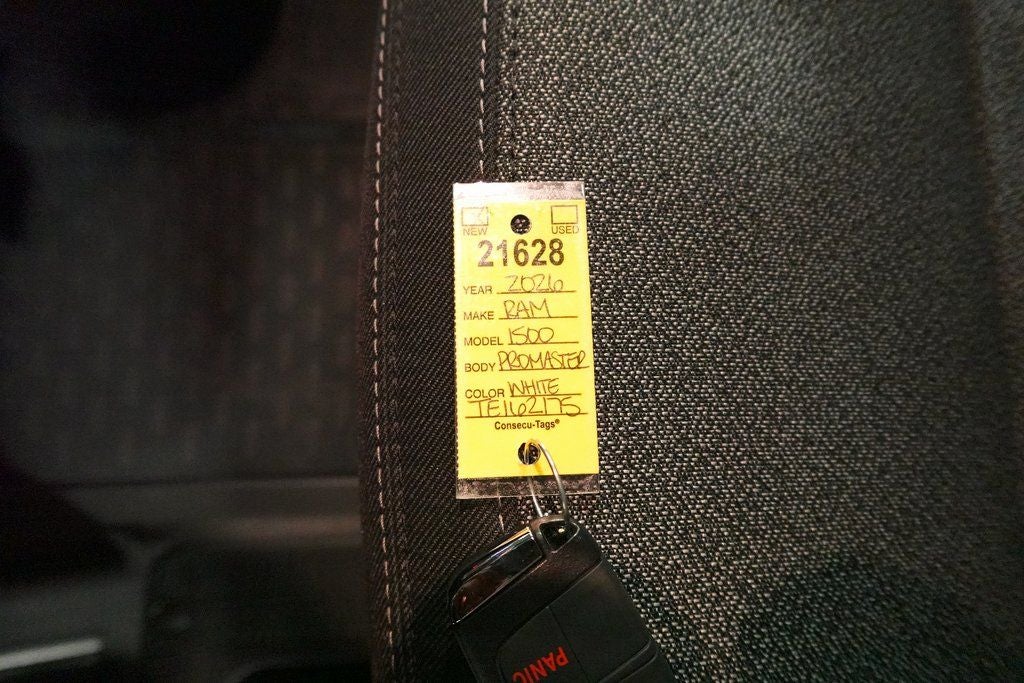 NEW USED
21628
YEAR 2026
MAKE RAM
MODEL 1500
BODY PROMASTER
COLOR WHITE
TE162175
Consecu-Tags®
PANIC